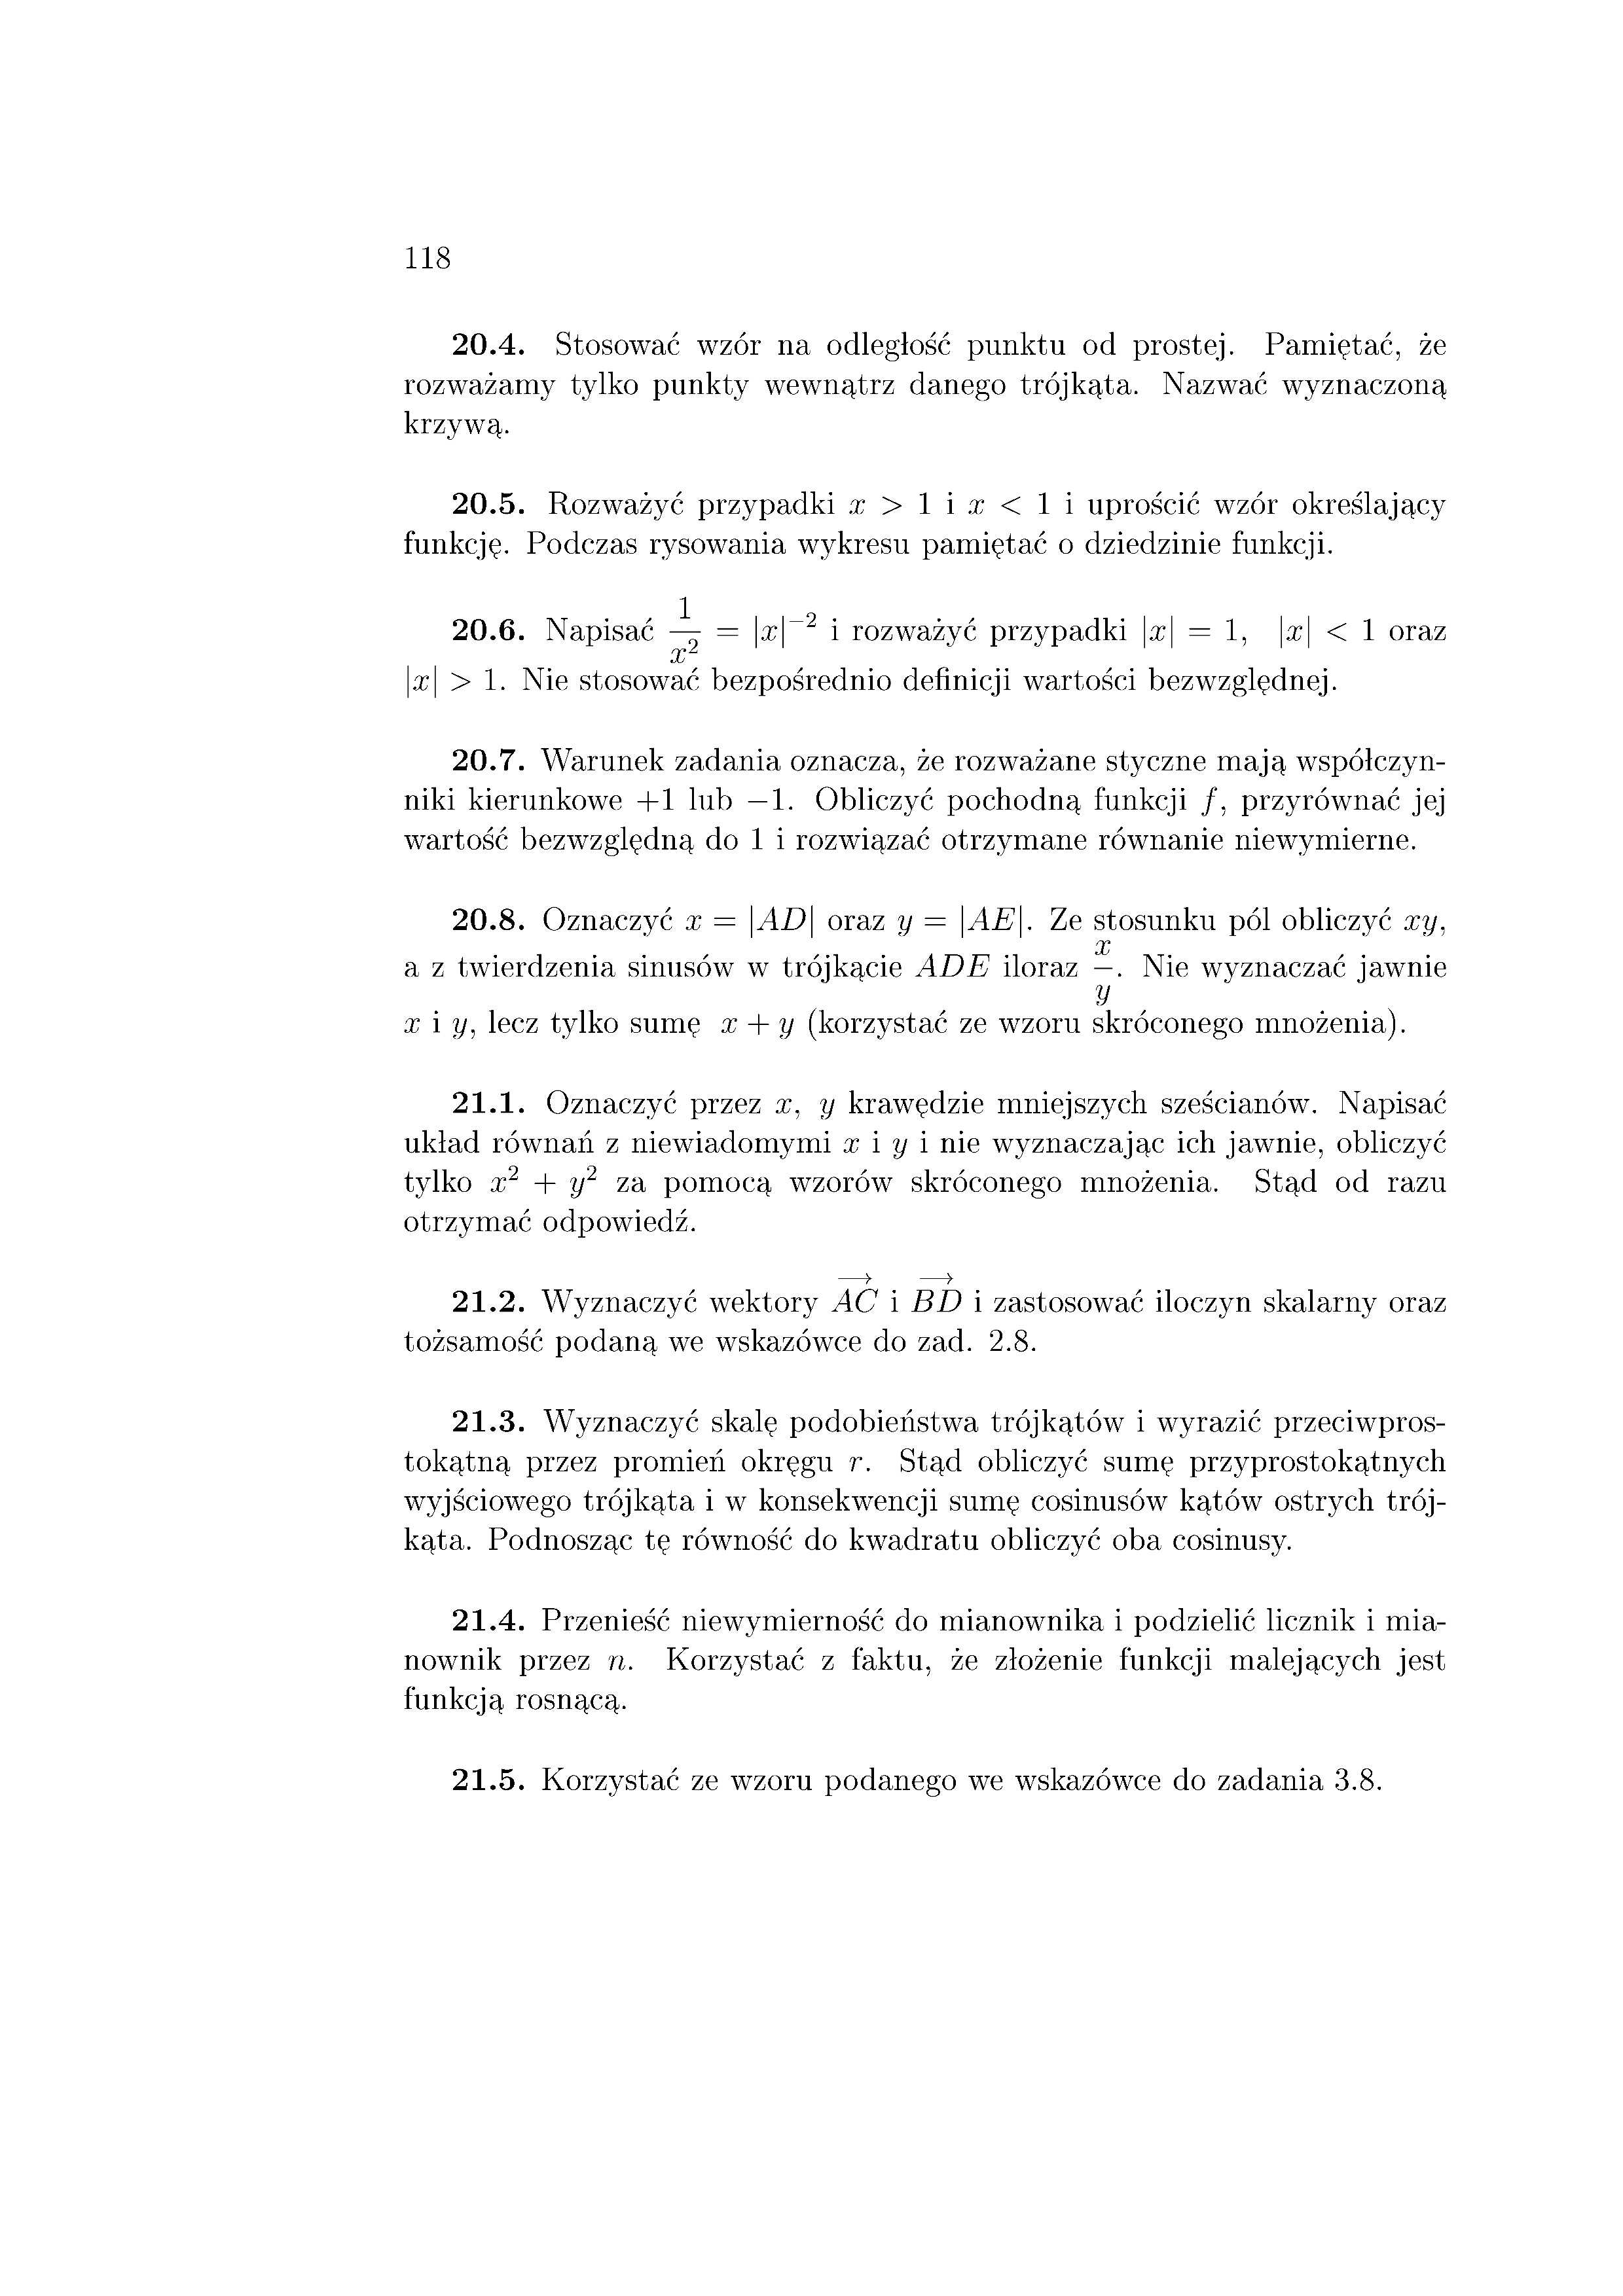 118
20.4. Stosować wzór na odległość punktu od prostej. Pamiętać, że
rozważamy tylko punkty wewnątrz danego trójkąta. Nazwać wyznaczoną
krzywą.
20.5. Rozważyć przypadki x > 1 i x < 1 i uprościć wzór określający
funkcję. Podczas rysowania wykresu pamiętać o dziedzinie funkcji.
20.6. Napisać $\frac{1}{x^2} = |x|^{-2}$ i rozważyć przypadki |x| = 1, |x| < 1 oraz
|x| > 1. Nie stosować bezpośrednio definicji wartości bezwzględnej.
20.7. Warunek zadania oznacza, że rozważane styczne mają współczyn-
niki kierunkowe +1 lub −1. Obliczyć pochodną funkcji f, przyrównać jej
wartość bezwzględną do 1 i rozwiązać otrzymane równanie niewymierne.
20.8. Oznaczyć x = |AD| oraz y = |AE|. Ze stosunku pól obliczyć xy,
a z twierdzenia sinusów w trójkącie ADE iloraz $\frac{x}{y}$. Nie wyznaczać jawnie
x i y, lecz tylko sumę x + y (korzystać ze wzoru skróconego mnożenia).
21.1. Oznaczyć przez x, y krawędzie mniejszych sześcianów. Napisać
układ równań z niewiadomymi x i y i nie wyznaczając ich jawnie, obliczyć
tylko $x^2 + y^2$ za pomocą wzorów skróconego mnożenia. Stąd od razu
otrzymać odpowiedź.
21.2. Wyznaczyć wektory $\overrightarrow{AC}$ i $\overrightarrow{BD}$ i zastosować iloczyn skalarny oraz
tożsamość podaną we wskazówce do zad. 2.8.
21.3. Wyznaczyć skalę podobieństwa trójkątów i wyrazić przeciwpros-
tokątną przez promień okręgu r. Stąd obliczyć sumę przyprostokątnych
wyjściowego trójkąta i w konsekwencji sumę cosinusów kątów ostrych trój-
kąta. Podnosząc tę równość do kwadratu obliczyć oba cosinusy.
21.4. Przenieść niewymierność do mianownika i podzielić licznik i mia-
nownik przez n. Korzystać z faktu, że złożenie funkcji malejących jest
funkcją rosnącą.
21.5. Korzystać ze wzoru podanego we wskazówce do zadania 3.8.